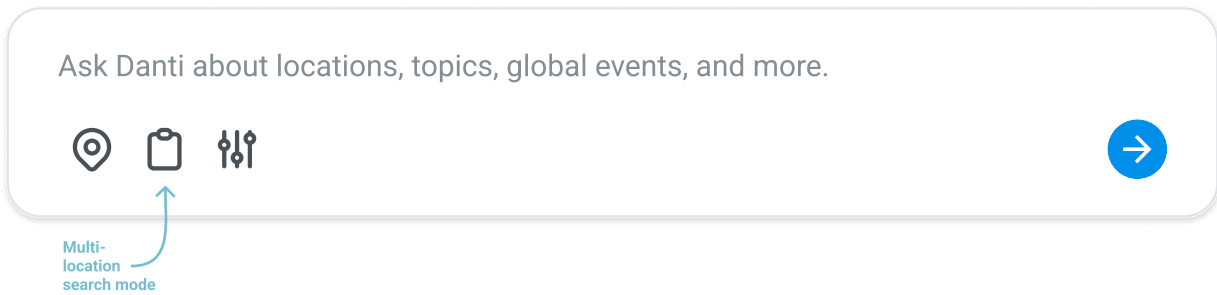 Ask Danti about locations, topics, global events, and more.
Multi-
location
search mode